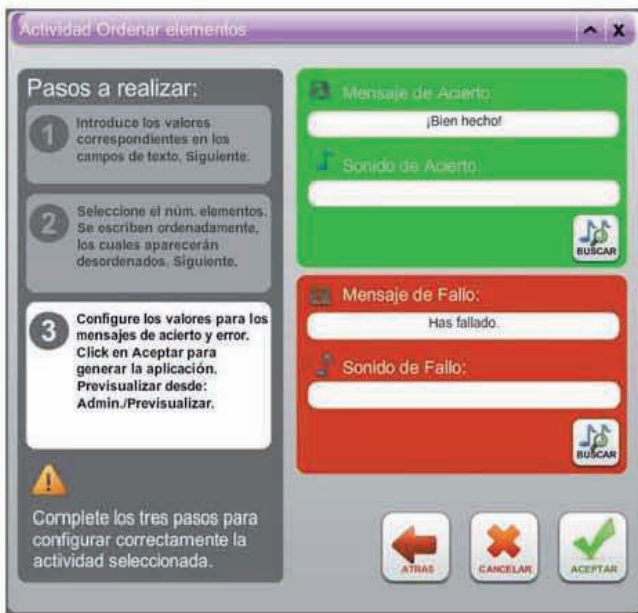 Actividad Ordenar elementos
X
Pasos a realizar:
1
Introduce los valores
correspondientes en los
campos de texto. Siguiente.
2
Seleccione el núm. elementos.
Se escriben ordenadamente,
los cuales aparecerán
desordenados. Siguiente.
3
Configure los valores para los
mensajes de acierto y error.
Click en Aceptar para
generar la aplicación.
Previsualizar desde:
Admin./Previsualizar.
Complete los tres pasos para
configurar correctamente la
actividad seleccionada.
Mensaje de Acierto:
¡Bien hecho!
Sonido de Acierto:
BUSCAR
Mensaje de Fallo:
Has fallado.
Sonido de Fallo:
BUSCAR
ATRAS
CANCELAR
ACEPTAR